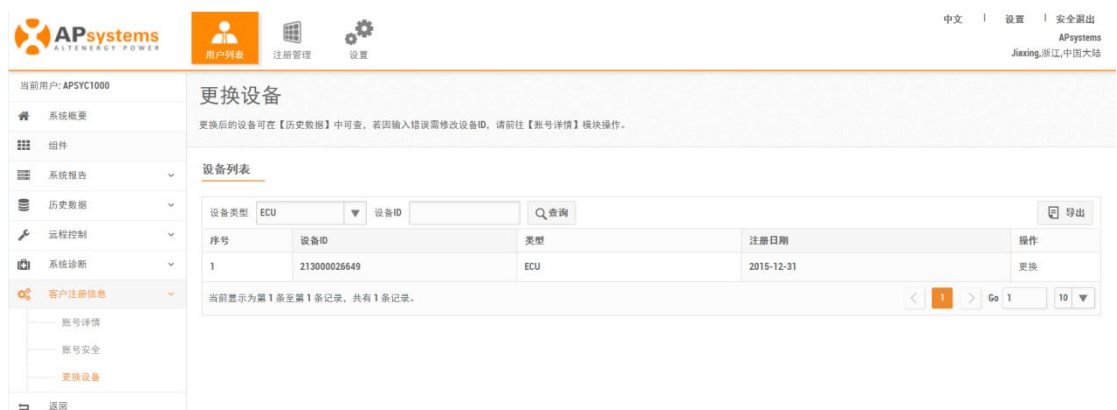 APsystems
ALTENERGY POWER
用户列表
注册管理
设置
中文 | 设置 | 安全退出
APsystems
Jiaxing,浙江,中国大陆
当前用户: APSYC1000
系统概要
组件
系统报告
历史数据
远程控制
系统诊断
客户注册信息
账号详情
账号安全
更换设备
返回
更换设备
更换后的设备可在【历史数据】中可查，若因输入错误需修改设备ID，请前往【账号详情】模块操作。
设备列表
设备类型 ECU 设备ID 查询 导出
序号 设备ID 类型 注册日期 操作
1 213000026649 ECU 2015-12-31 更换
当前显示为第 1 条至第 1 条记录，共有 1 条记录。 < 1 > Go 1 10